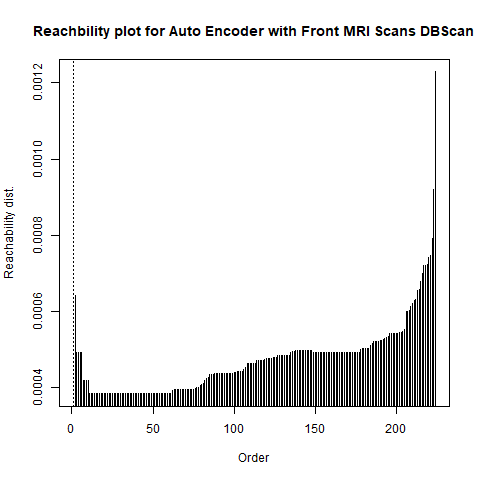 Reachbility plot for Auto Encoder with Front MRI Scans DBScan
0.0012
0.0010
0.0008
0.0006
0.0004
Reachability dist.
0 50 100 150 200
Order